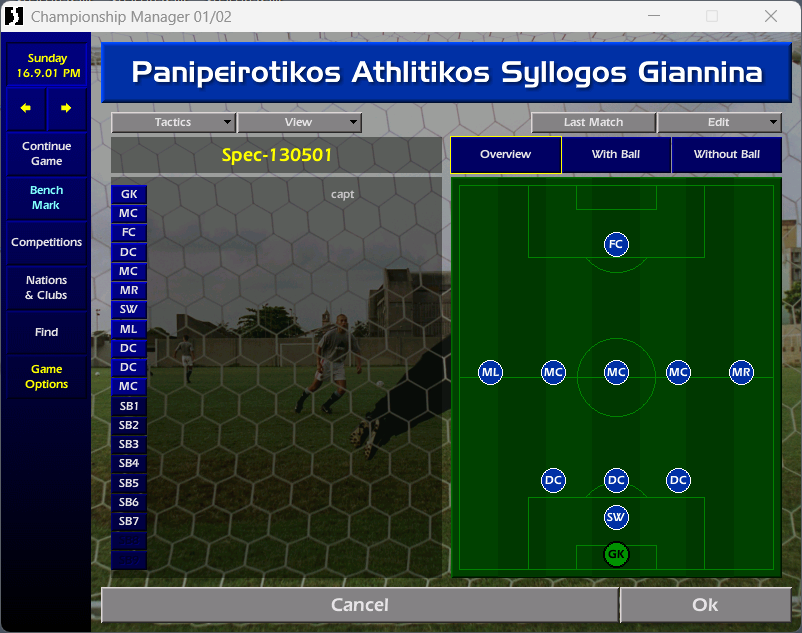 Championship Manager 01/02
Sunday
16.9.01 PM
Panipeirotikos Athlitikos Syllogos Giannina
Tactics
View
Last Match
Edit
Continue
Game
Bench
Mark
Competitions
Nations
& Clubs
Find
Game
Options
Spec-130501
Overview
With Ball
Without Ball
GK capt
MC
FC
DC
MC
MR
SW
ML
DC
DC
MC
SB1
SB2
SB3
SB4
SB5
SB6
SB7
FC
ML MC MC MC MR
DC DC DC
SW
GK
Cancel
Ok